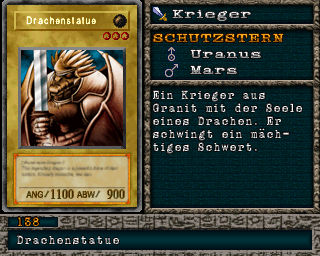 Drachenstatue
ANG/ 1100 ABW/ 900
Krieger
SCHUTZSTERN
Uranus
Mars
Ein Krieger aus
Granit mit der Seele
eines Drachen. Er
schwingt ein mäch-
tiges Schwert.
138
Drachenstatue